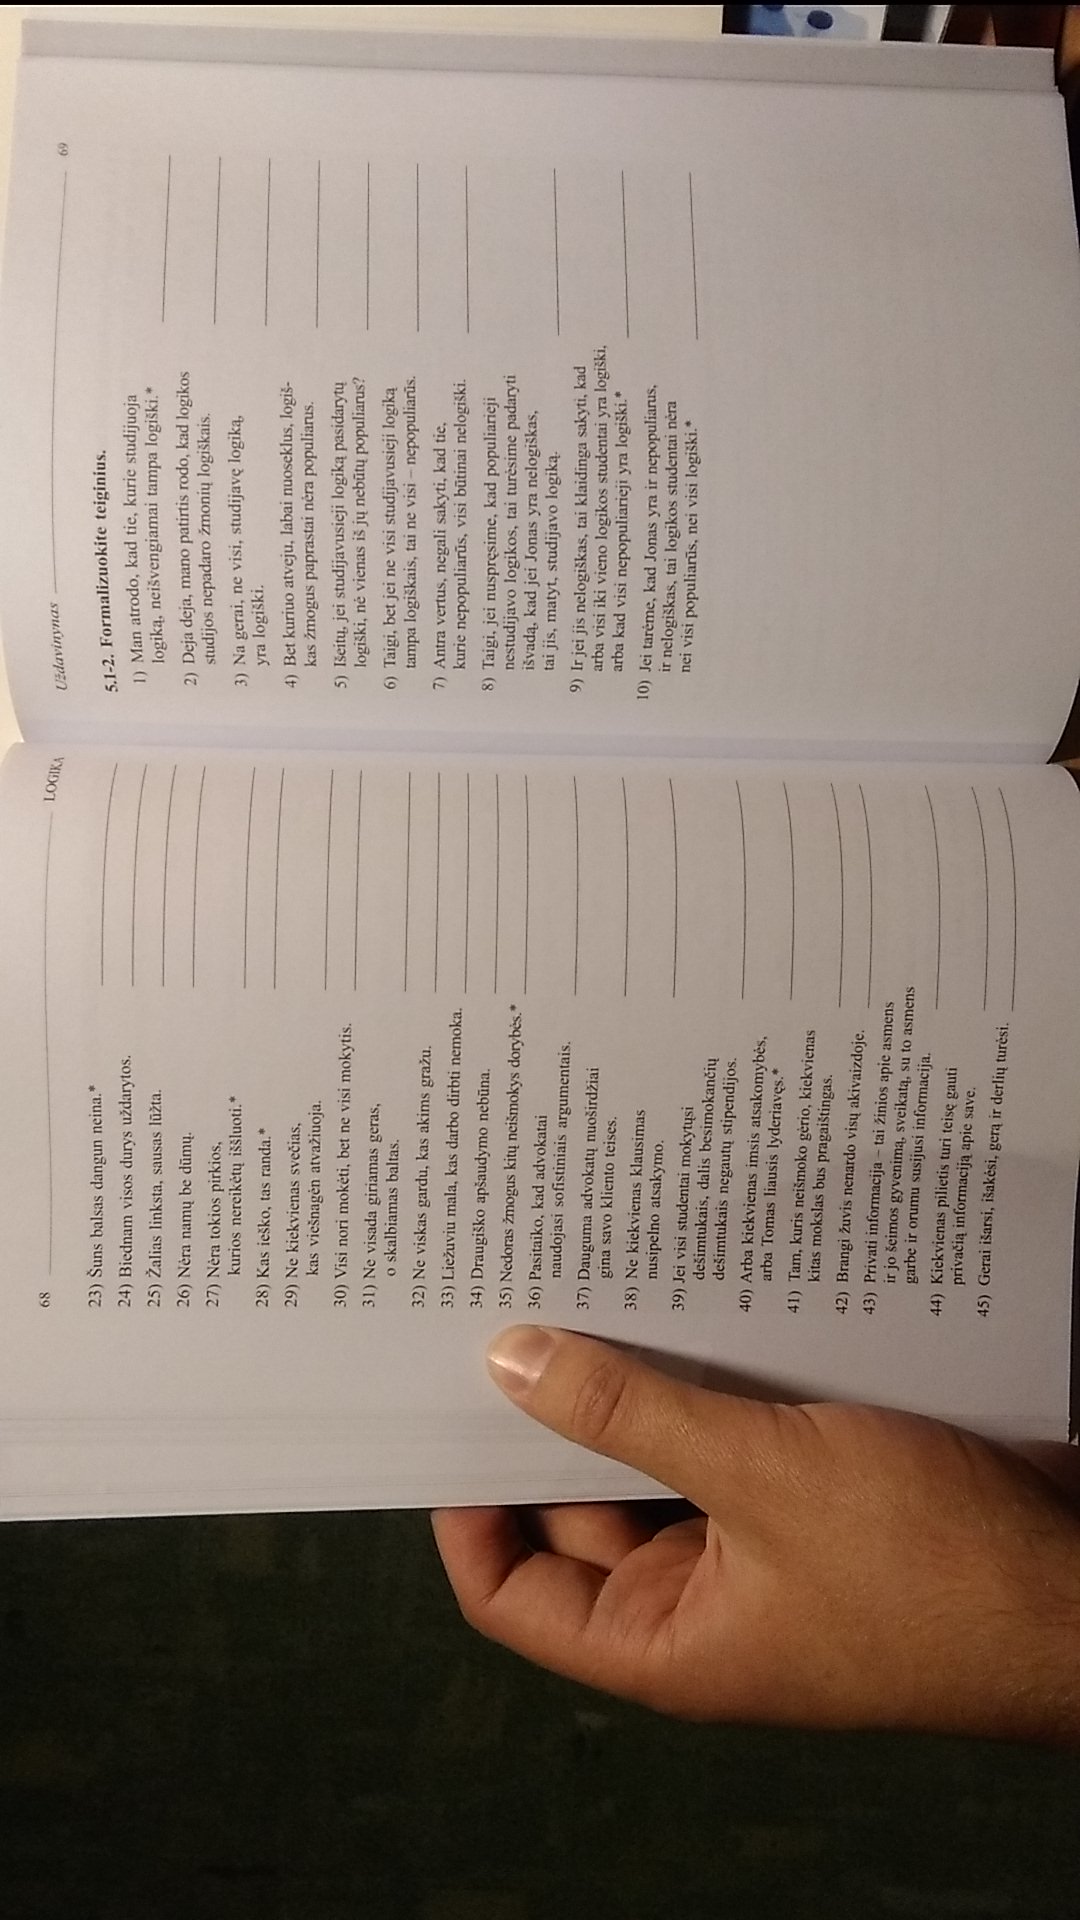 68 LOGIKA
23) Šuns balsas dangun neina.*
24) Biednam visos durys uždarytos.
25) Žalias linksta, sausas lūžta.
26) Nėra namų be dūmų.
27) Nėra tokios pirkios,
kurios nereikėtų iššluoti.*
28) Kas ieško, tas randa.*
29) Ne kiekvienas svečias,
kas viešnagėn atvažiuoja.
30) Visi nori mokėti, bet ne visi mokytis.
31) Ne visada giriamas geras,
o skalbiamas baltas.
32) Ne viskas gardu, kas akims gražu.
33) Liežuviu mala, kas darbo dirbti nemoka.
34) Draugiško apšaudymo nebūna.
35) Nedoras žmogus kitų neišmokys dorybės.*
36) Pasitaiko, kad advokatai
naudojasi sofistiniais argumentais.
37) Dauguma advokatų nuoširdžiai
gina savo kliento teises.
38) Ne kiekvienas klausimas
nusipelno atsakymo.
39) Jei visi studentai mokytųsi
dešimtukais, dalis besimokančių
dešimtukais negautų stipendijos.
40) Arba kiekvienas imsis atsakomybės,
arba Tomas liausis lyderiavęs.*
41) Tam, kuris neišmoko gėrio, kiekvienas
kitas mokslas bus pragaištingas.
42) Brangi žuvis nenardo visų akivaizdoje.
43) Privati informacija – tai žinios apie asmens
ir jo šeimos gyvenimą, sveikatą, su to asmens
garbe ir orumu susijusi informacija.
44) Kiekvienas pilietis turi teisę gauti
privačią informaciją apie save.
45) Gerai išarsi, išakėsi, gerą ir derlių turėsi.
Uždavinynas 69
5.1-2. Formalizuokite teiginius.
1) Man atrodo, kad tie, kurie studijuoja
logiką, neišvengiamai tampa logiški.*
2) Deja deja, mano patirtis rodo, kad logikos
studijos nepadaro žmonių logiškais.
3) Na gerai, ne visi, studijavę logiką,
yra logiški.
4) Bet kuriuo atveju, labai nuoseklus, logiš-
kas žmogus paprastai nėra populiarus.
5) Išeitų, jei studijavusieji logiką pasidarytų
logiški, nė vienas iš jų nebūtų populiarus?
6) Taigi, bet jei ne visi studijavusieji logiką
tampa logiškais, tai ne visi – nepopuliarūs.
7) Antra vertus, negali sakyti, kad tie,
kurie nepopuliarūs, visi būtinai nelogiški.
8) Taigi, jei nuspręsime, kad populiarieji
nestudijavo logikos, tai turėsime padaryti
išvadą, kad jei Jonas yra nelogiškas,
tai jis, matyt, studijavo logiką.
9) Ir jei jis nelogiškas, tai klaidinga sakyti, kad
arba visi iki vieno logikos studentai yra logiški,
arba kad visi nepopuliarieji yra logiški.*
10) Jei tarėme, kad Jonas yra ir nepopuliarus,
ir nelogiškas, tai logikos studentai nėra
nei visi populiarūs, nei visi logiški.*